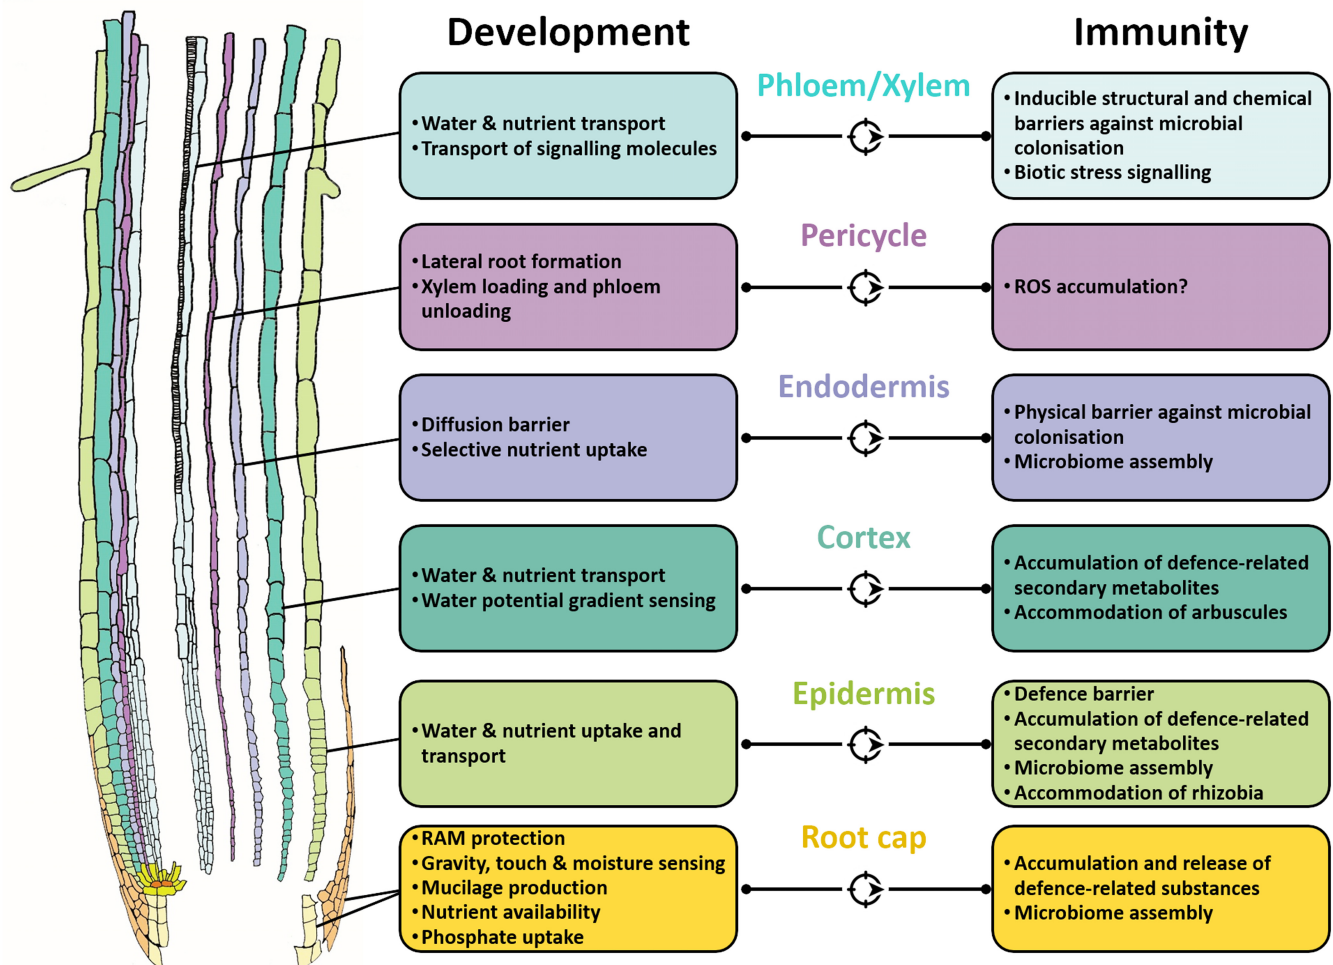 Development
Immunity
Phloem/Xylem
• Water & nutrient transport
• Transport of signalling molecules
• Inducible structural and chemical
barriers against microbial
colonisation
• Biotic stress signalling
Pericycle
• Lateral root formation
• Xylem loading and phloem
unloading
• ROS accumulation?
Endodermis
• Diffusion barrier
• Selective nutrient uptake
• Physical barrier against microbial
colonisation
• Microbiome assembly
Cortex
• Water & nutrient transport
• Water potential gradient sensing
• Accumulation of defence-related
secondary metabolites
• Accommodation of arbuscules
Epidermis
• Water & nutrient uptake and
transport
• Defence barrier
• Accumulation of defence-related
secondary metabolites
• Microbiome assembly
• Accommodation of rhizobia
Root cap
• RAM protection
• Gravity, touch & moisture sensing
• Mucilage production
• Nutrient availability
• Phosphate uptake
• Accumulation and release of
defence-related substances
• Microbiome assembly